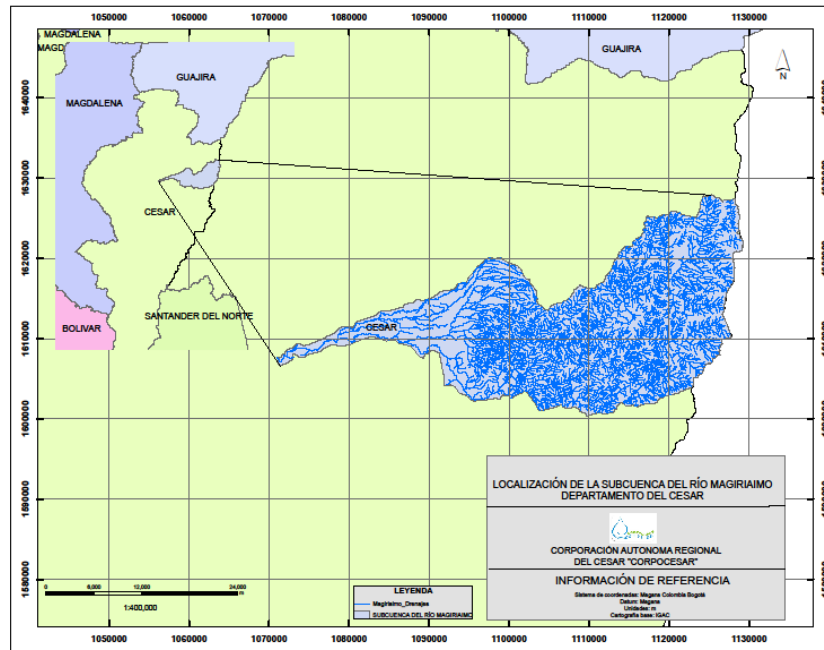 1050000 1060000 1070000 1080000 1090000 1100000 1110000 1120000 1130000
MAGDALENA
MAGD
GUAJIRA
GUAJIRA
N
MAGDALENA
CESAR
SANTANDER DEL NORTE
BOLIVAR
CESAR
1640000
1630000
1620000
1610000
1600000
1590000
1580000
LOCALIZACIÓN DE LA SUBCUENCA DEL RÍO MAGIRIAIMO
DEPARTAMENTO DEL CESAR
CORPORACIÓN AUTONOMA REGIONAL
DEL CESAR "CORPOCESAR"
INFORMACIÓN DE REFERENCIA
Sistema de coordenadas: Magana Colombia Bogotá
Datum: Magana
Unidades: m
Cartografía base: IGAC
0 6,000 12,000 24,000
m
1:400,000
LEYENDA
Magiriaimo_Drenajes
SUBCUENCA DEL RÍO MAGIRIAIMO
1050000 1060000 1070000 1080000 1090000 1100000 1110000 1120000 1130000